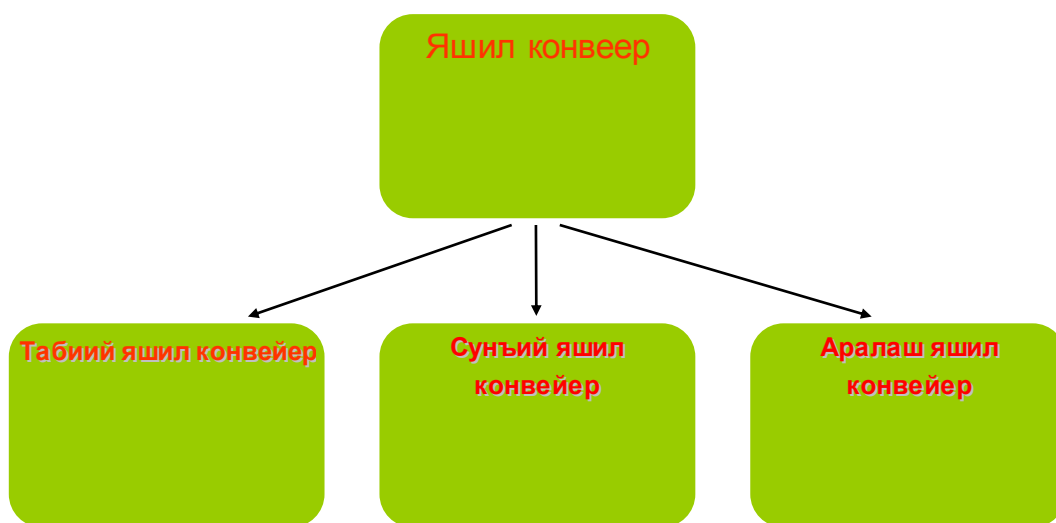 Яшил конвеер
Табиий яшил конвейер
Сунъий яшил
конвейер
Аралаш яшил
конвейер